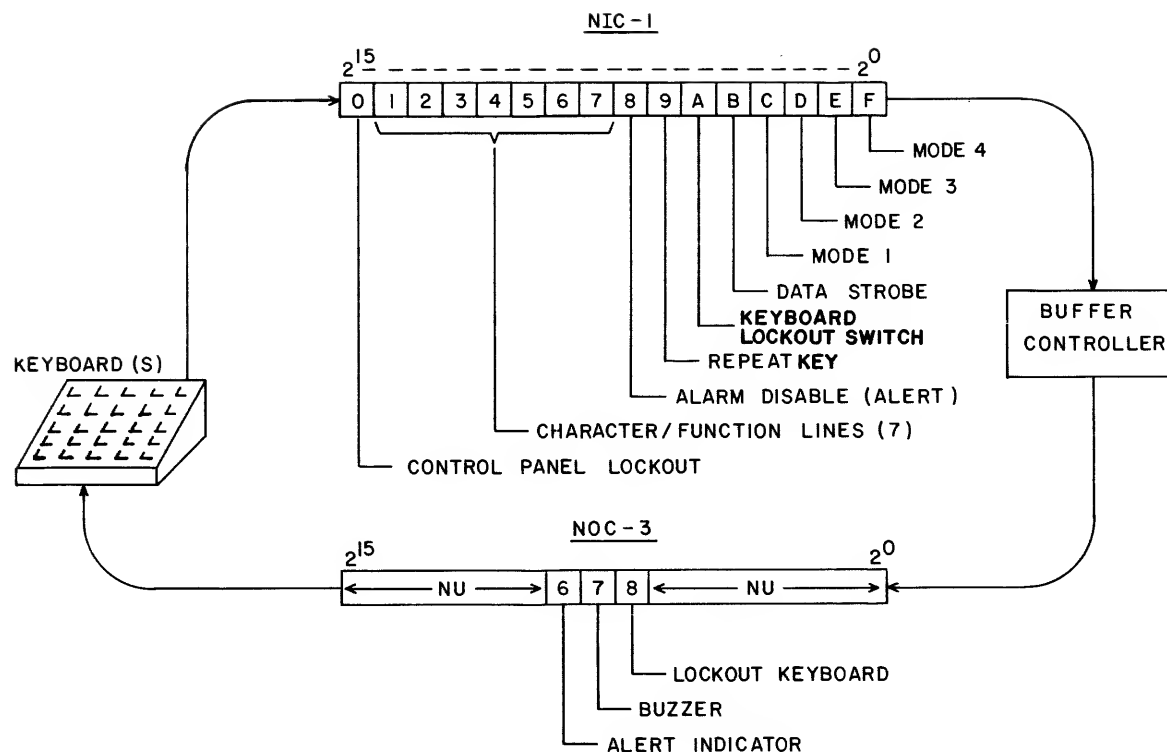 NIC-1
2^15 2^0
0 1 2 3 4 5 6 7 8 9 A B C D E F
MODE 4
MODE 3
MODE 2
MODE 1
DATA STROBE
KEYBOARD
LOCKOUT SWITCH
REPEAT KEY
ALARM DISABLE (ALERT)
CHARACTER/FUNCTION LINES (7)
CONTROL PANEL LOCKOUT
BUFFER
CONTROLLER
KEYBOARD (S)
NOC-3
2^15 2^0
NU 6 7 8 NU
LOCKOUT KEYBOARD
BUZZER
ALERT INDICATOR